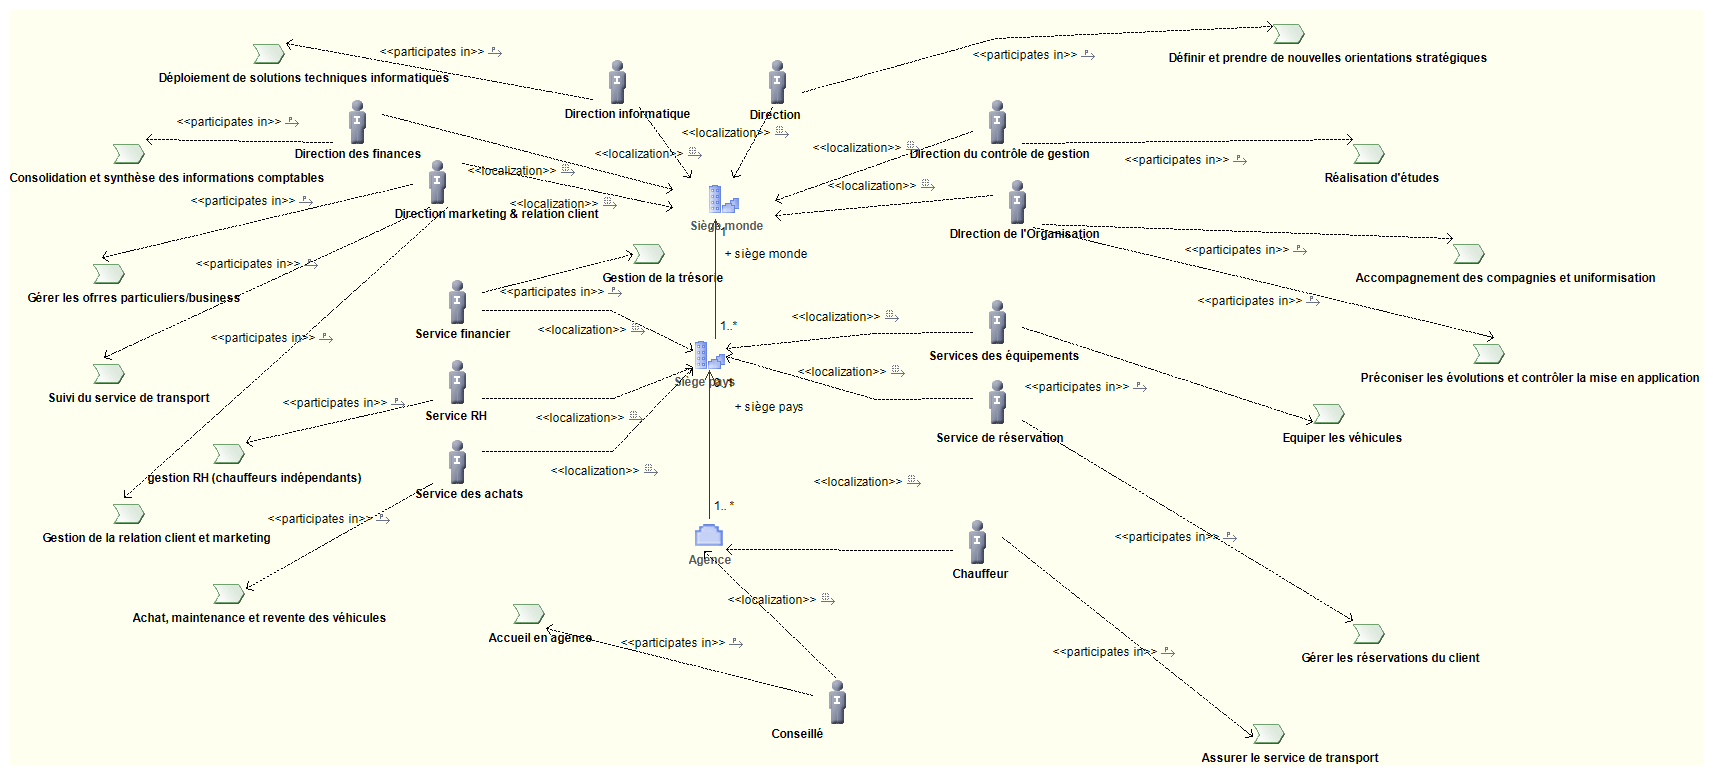 Définir et prendre de nouvelles orientations stratégiques
<<participates in>>
<<participates in>>
Déploiement de solutions techniques informatiques
Direction informatique
Direction
<<participates in>>
<<localization>>
Direction des finances
<<localization>>
<<localization>>
Direction du contrôle de gestion
<<participates in>>
Consolidation et synthèse des informations comptables
<<localization>>
Réalisation d'études
<<localization>>
<<participates in>>
<<localization>>
Direction marketing & relation client
Siège monde
1
DIrection de l'Organisation
+ siège monde
<<participates in>>
<<participates in>>
Gestion de la trésorie
Accompagnement des compagnies et uniformisation
Gérer les ofrres particuliers/business
<<participates in>>
<<participates in>>
<<localization>>
1..*
<<localization>>
Service financier
<<participates in>>
Services des équipements
<<localization>>
Siège pays
0..1
Préconiser les évolutions et contrôler la mise en application
<<participates in>>
Suivi du service de transport
<<participates in>>
+ siège pays
Service RH
<<localization>>
Service de réservation
Equiper les véhicules
<<localization>>
gestion RH (chauffeurs indépendants)
<<localization>>
Service des achats
1..*
<<participates in>>
Gestion de la relation client et marketing
<<participates in>>
Agence
Chauffeur
<<localization>>
Achat, maintenance et revente des véhicules
Accueil en agence
<<participates in>>
<<participates in>>
Gérer les réservations du client
Conseillé
Assurer le service de transport